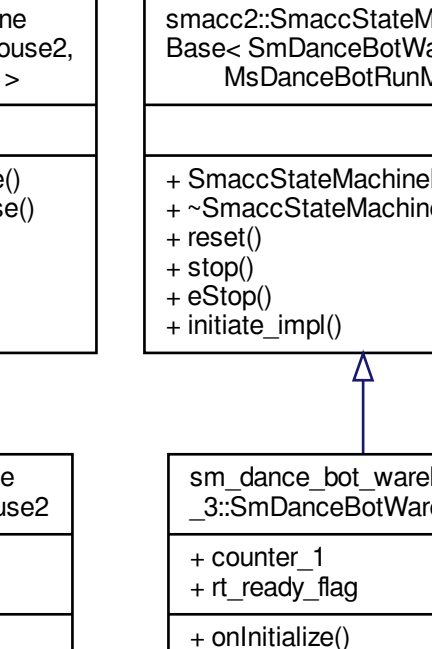 ne
ouse2,
>
e()
se()
smacc2::SmaccStateM
Base< SmDanceBotWa
MsDanceBotRunM
+ SmaccStateMachine
+ ~SmaccStateMachine
+ reset()
+ stop()
+ eStop()
+ initiate_impl()
e
use2
sm_dance_bot_wareh
_3::SmDanceBotWare
+ counter_1
+ rt_ready_flag
+ onInitialize()